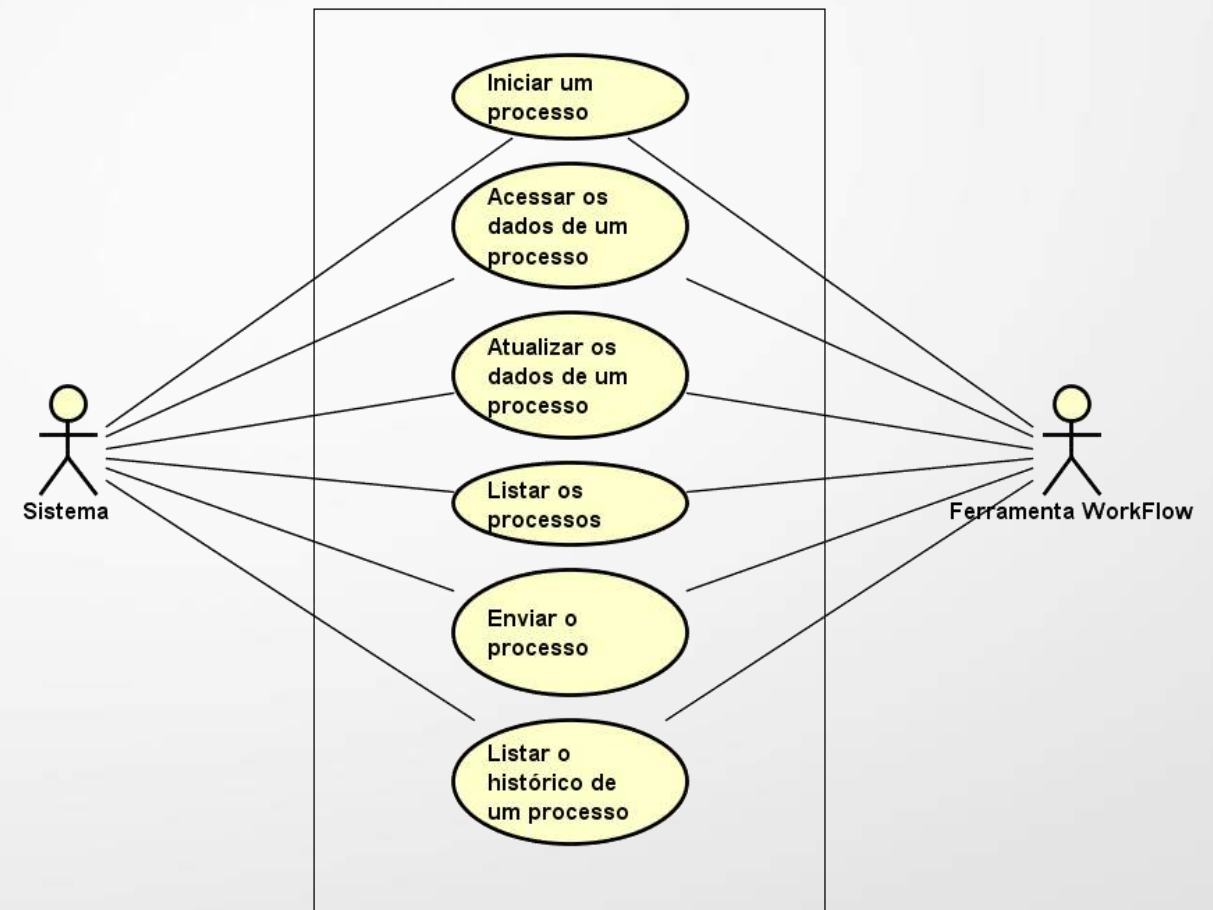 Iniciar um
processo
Acessar os
dados de um
processo
Atualizar os
dados de um
processo
Listar os
processos
Sistema
Ferramenta WorkFlow
Enviar o
processo
Listar o
histórico de
um processo